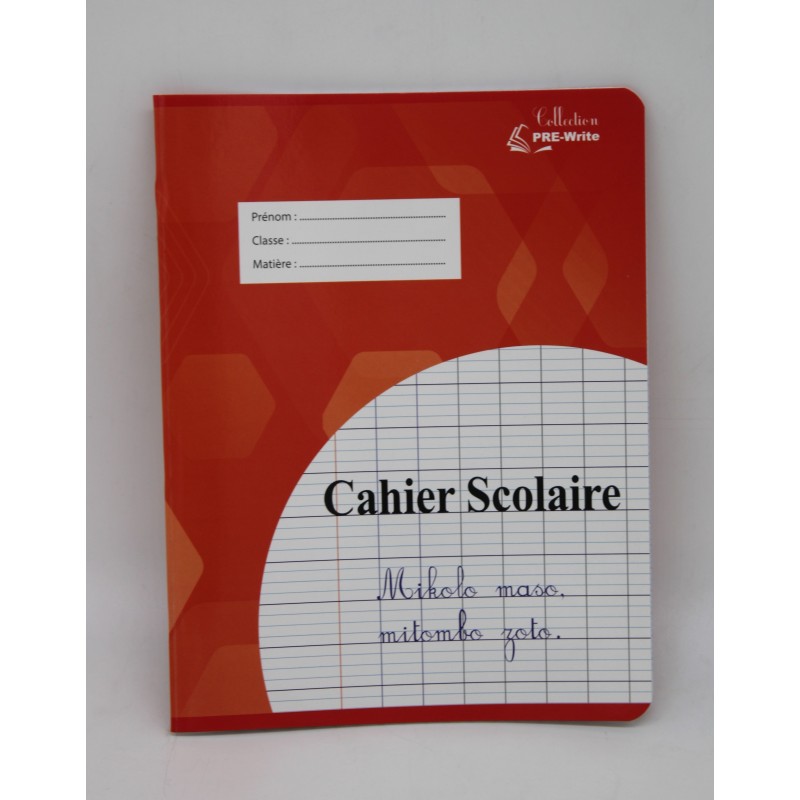 Collection
PRE-Write
Prénom :
Classe :
Matière :
Cahier Scolaire
Mikolo maso,
mitombo zoto.